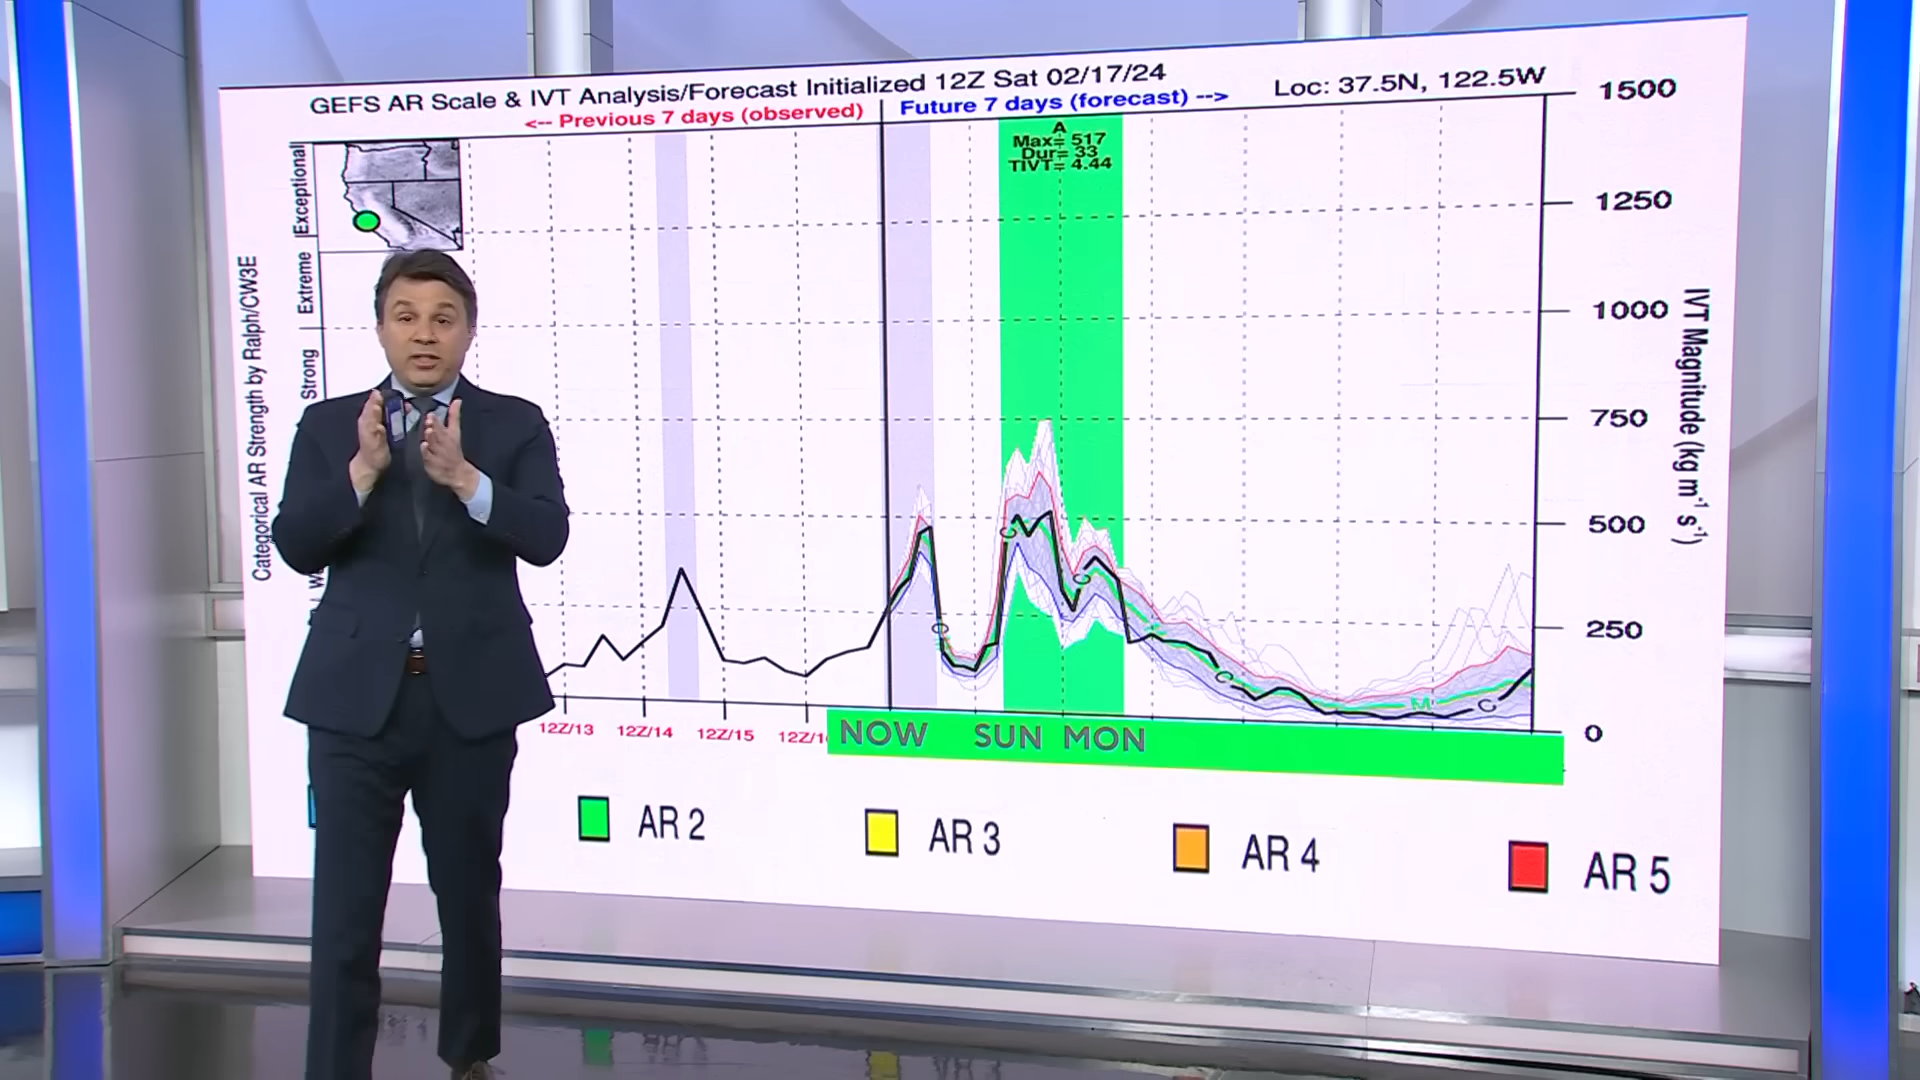 GEFS AR Scale & IVT Analysis/Forecast Initialized 12Z Sat 02/17/24
Loc: 37.5N, 122.5W
<-- Previous 7 days (observed)
Future 7 days (forecast) -->
Categorical AR Strength by Ralph/CW3E
Exceptional
Extreme
Strong
A
Max= 517
Dur= 33
TIVT= 4.44
1500
1250
1000
750
500
250
0
IVT Magnitude (kg m⁻¹ s⁻¹)
C
C
C
C
M
C
12Z/13
12Z/14
12Z/15
NOW
SUN
MON
AR 2
AR 3
AR 4
AR 5